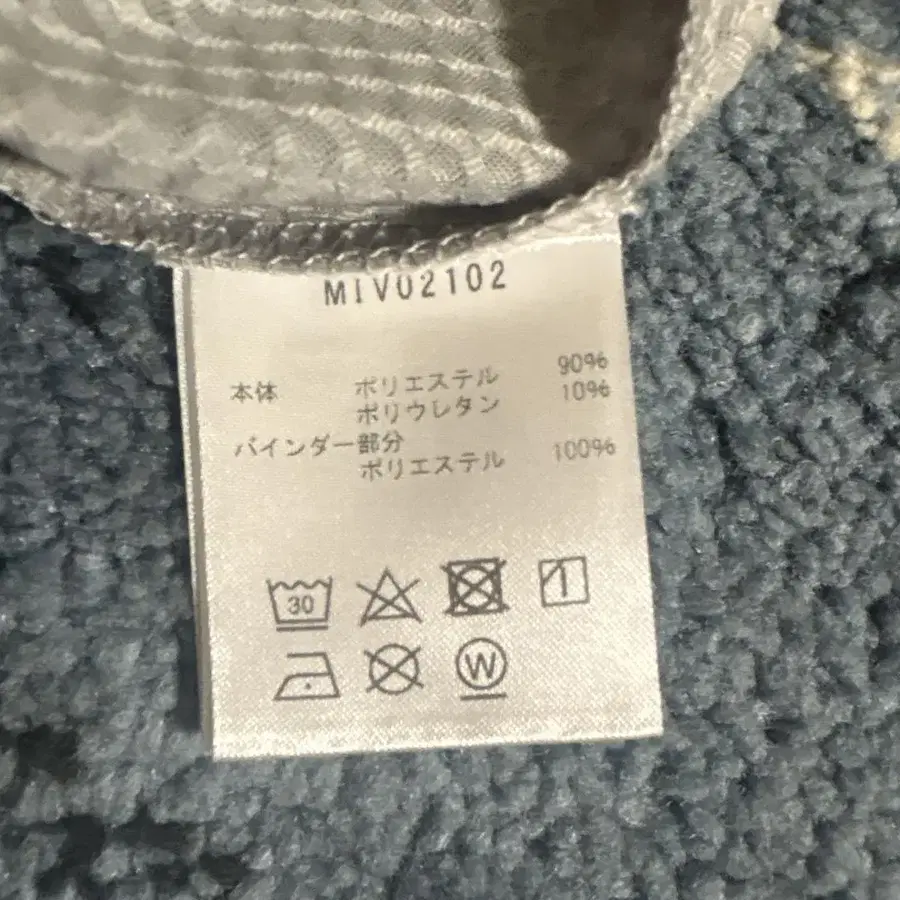 MIV02102
本体 ポリエステル 90%
ポリウレタン 10%
バインダー部分
ポリエステル 100%
30
W